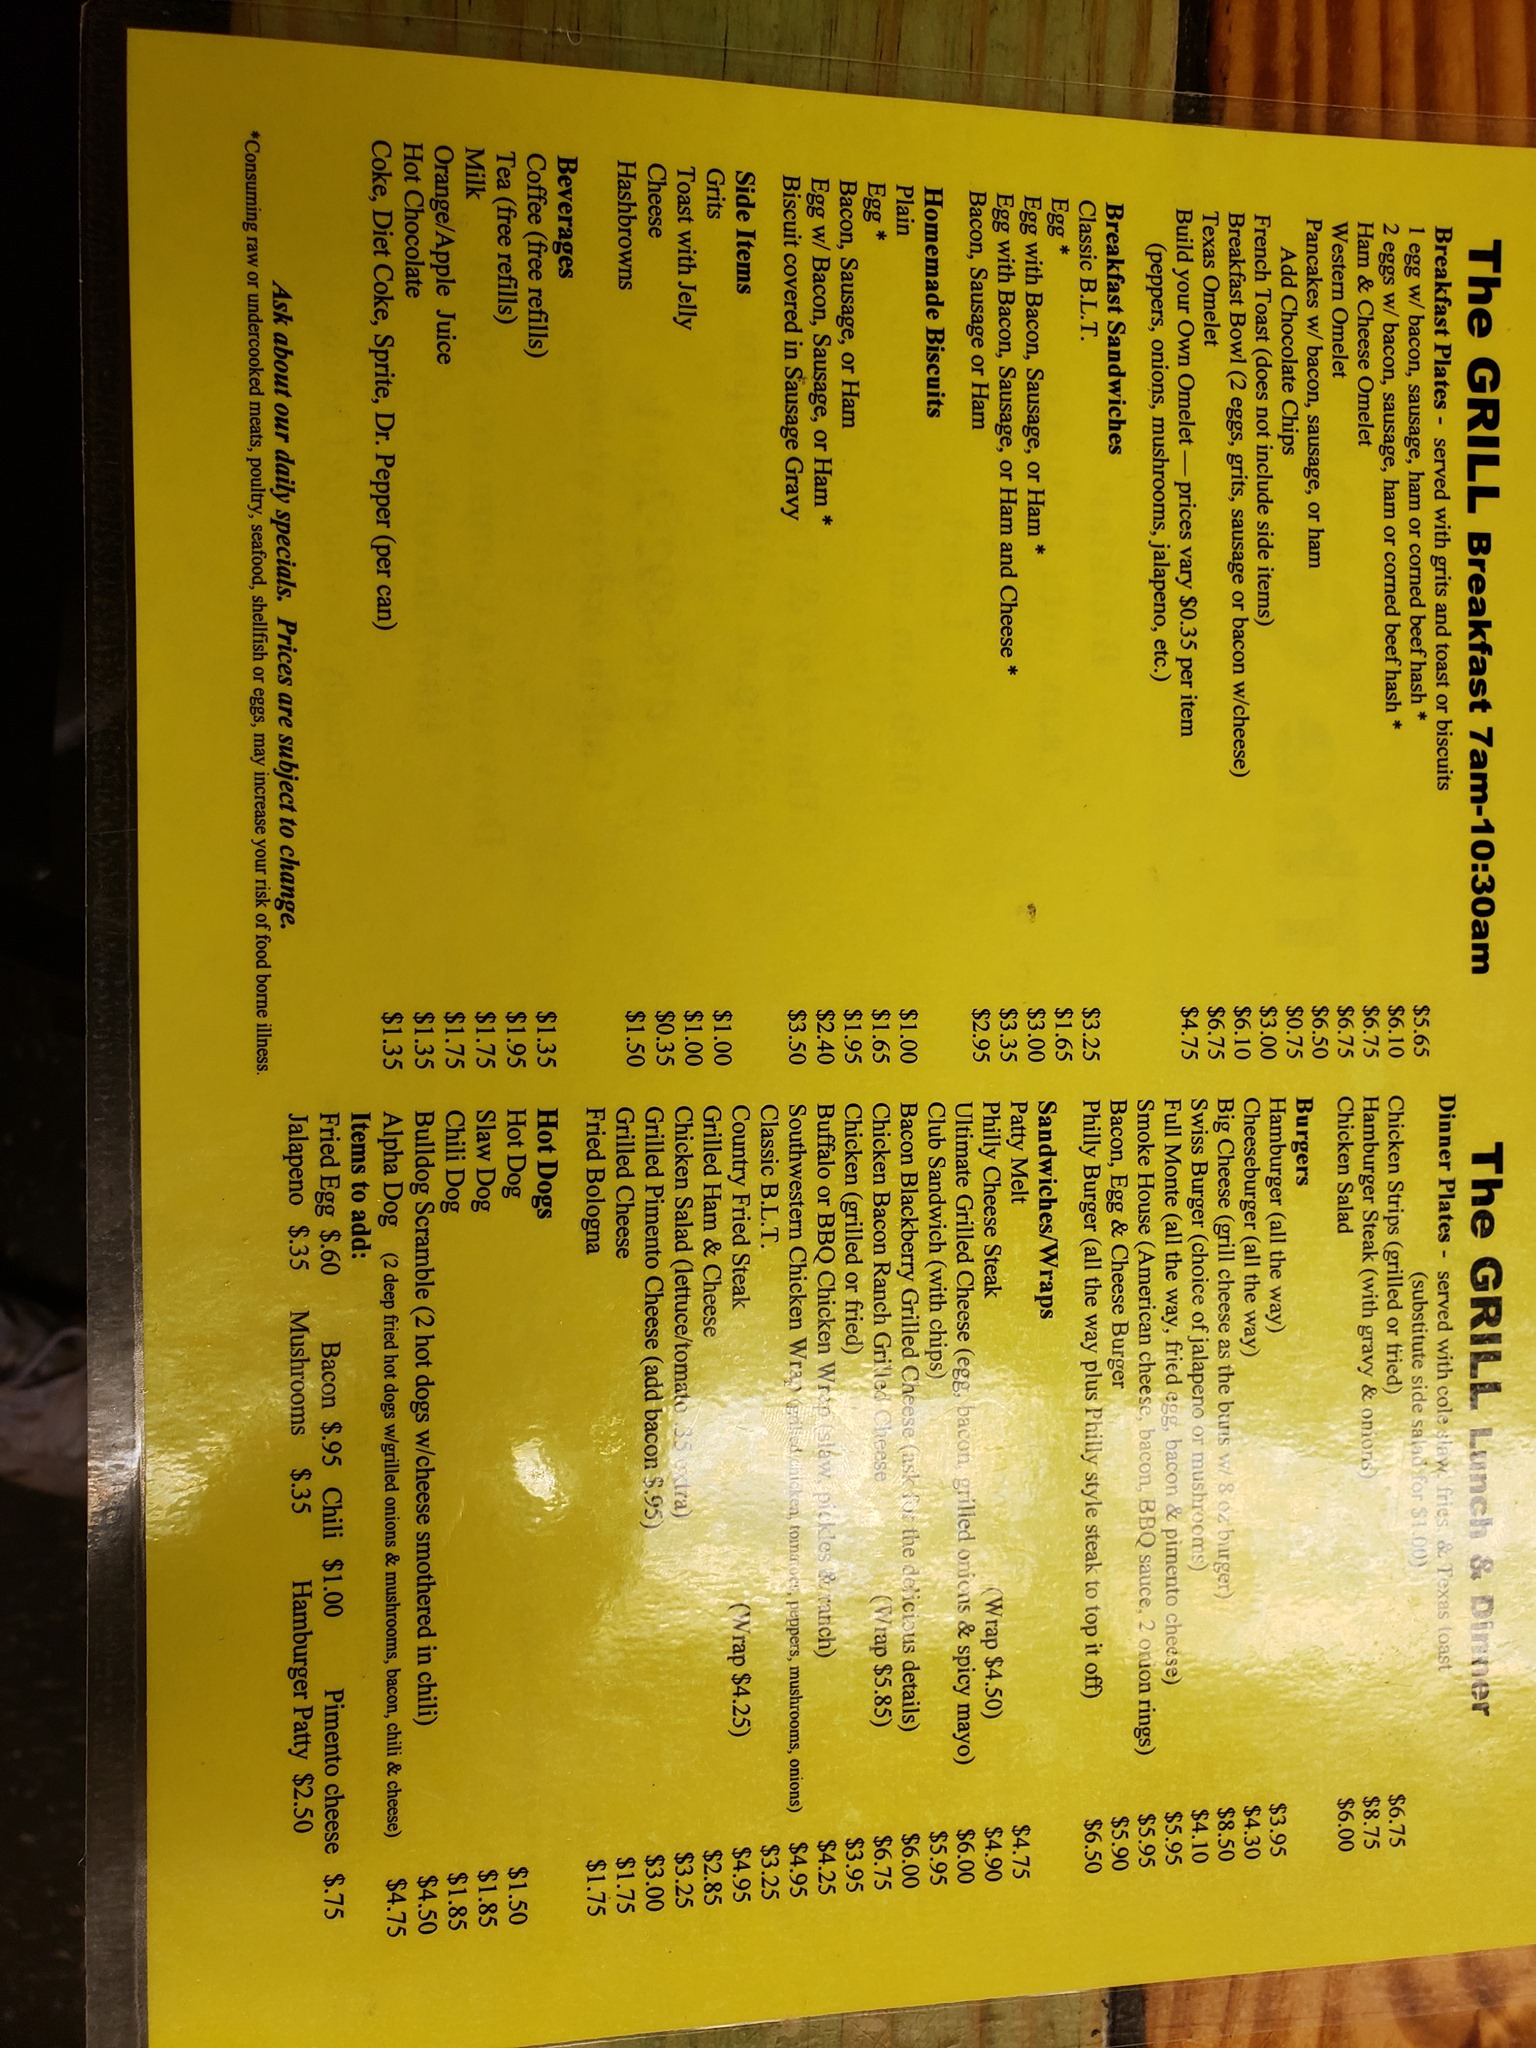 The GRILL Breakfast 7am-10:30am
Breakfast Plates - served with grits and toast or biscuits
1 egg w/ bacon, sausage, ham or corned beef hash * $5.65
2 eggs w/ bacon, sausage, ham or corned beef hash * $6.10
Ham & Cheese Omelet $6.75
Western Omelet $6.75
Pancakes w/ bacon, sausage, or ham $6.50
Add Chocolate Chips $0.75
French Toast (does not include side items) $3.00
Breakfast Bowl (2 eggs, grits, sausage or bacon w/cheese) $6.10
Texas Omelet $6.75
Build your Own Omelet — prices vary $0.35 per item $4.75
(peppers, onions, mushrooms, jalapeno, etc.)
Breakfast Sandwiches
Classic B.L.T. $3.25
Egg * $1.65
Egg with Bacon, Sausage, or Ham * $3.00
Egg with Bacon, Sausage, or Ham and Cheese * $3.35
Bacon, Sausage or Ham $2.95
Homemade Biscuits
Plain $1.00
Egg * $1.65
Bacon, Sausage, or Ham $1.95
Egg w/ Bacon, Sausage, or Ham * $2.40
Biscuit covered in Sausage Gravy $3.50
Side Items
Grits $1.00
Toast with Jelly $1.00
Cheese $0.35
Hashbrowns $1.50
Beverages
Coffee (free refills) $1.35
Tea (free refills) $1.95
Milk $1.75
Orange/Apple Juice $1.75
Hot Chocolate $1.35
Coke, Diet Coke, Sprite, Dr. Pepper (per can) $1.35
Ask about our daily specials. Prices are subject to change.
*Consuming raw or undercooked meats, poultry, seafood, shellfish or eggs, may increase your risk of food borne illness.
The GRILL Lunch & Dinner
Dinner Plates - served with cole slaw, fries & Texas toast
(substitute side salad for $1.00)
Chicken Strips (grilled or fried) $6.75
Hamburger Steak (with gravy & onions) $8.75
Chicken Salad $6.00
Burgers
Hamburger (all the way) $3.95
Cheeseburger (all the way) $4.30
Big Cheese (grill cheese as the buns w/ 8 oz burger) $8.50
Swiss Burger (choice of jalapeno or mushrooms) $4.10
Full Monte (all the way, fried egg, bacon & pimento cheese) $5.95
Smoke House (American cheese, bacon, BBQ sauce, 2 onion rings) $5.95
Bacon, Egg & Cheese Burger $5.90
Philly Burger (all the way plus Philly style steak to top it off) $6.50
Sandwiches/Wraps
Patty Melt $4.75
Philly Cheese Steak (Wrap $4.50) $4.90
Ultimate Grilled Cheese (egg, bacon, grilled onions & spicy mayo) $6.00
Club Sandwich (with chips) $5.95
Bacon Blackberry Grilled Cheese (ask for the delicious details) $6.00
Chicken Bacon Ranch Grilled Cheese (Wrap $5.85) $6.75
Chicken (grilled or fried) $3.95
Buffalo or BBQ Chicken Wrap (slaw, pickles & ranch) $4.25
Southwestern Chicken Wrap (grilled chicken, tomatoes, peppers, mushrooms, onions) $4.95
Classic B.L.T. $3.25
Country Fried Steak (Wrap $4.25) $4.95
Grilled Ham & Cheese $2.85
Chicken Salad (lettuce/tomato .35 extra) $3.25
Grilled Pimento Cheese (add bacon $.95) $3.00
Grilled Cheese $1.75
Fried Bologna $1.75
Hot Dogs
Hot Dog $1.50
Slaw Dog $1.85
Chili Dog $1.85
Bulldog Scramble (2 hot dogs w/cheese smothered in chili) $4.50
Alpha Dog (2 deep fried hot dogs w/grilled onions & mushrooms, bacon, chili & cheese) $4.75
Items to add:
Fried Egg $.60 Bacon $.95 Chili $1.00 Pimento cheese $.75
Jalapeno $.35 Mushrooms $.35 Hamburger Patty $2.50